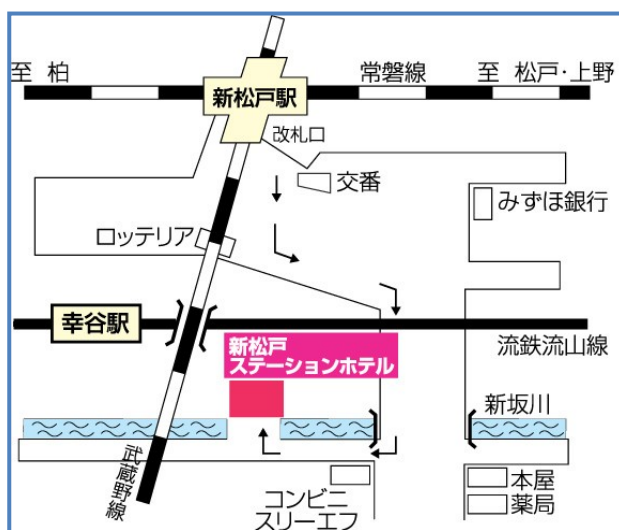 至 柏
常磐線
至 松戸・上野
新松戸駅
改札口
交番
みずほ銀行
ロッテリア
幸谷駅
流鉄流山線
新松戸
ステーションホテル
新坂川
武蔵野線
コンビニ
スリーエフ
本屋
薬局